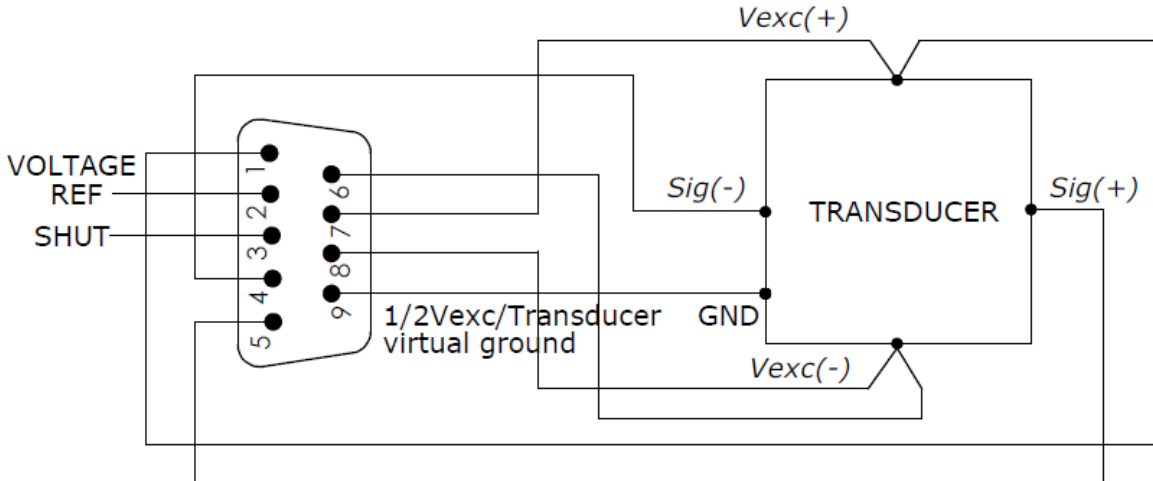 Vexc(+)
VOLTAGE
REF
SHUT
1
2
3
4
5
6
7
8
9
Sig(-)
TRANSDUCER
Sig(+)
1/2Vexc/Transducer
virtual ground
GND
Vexc(-)